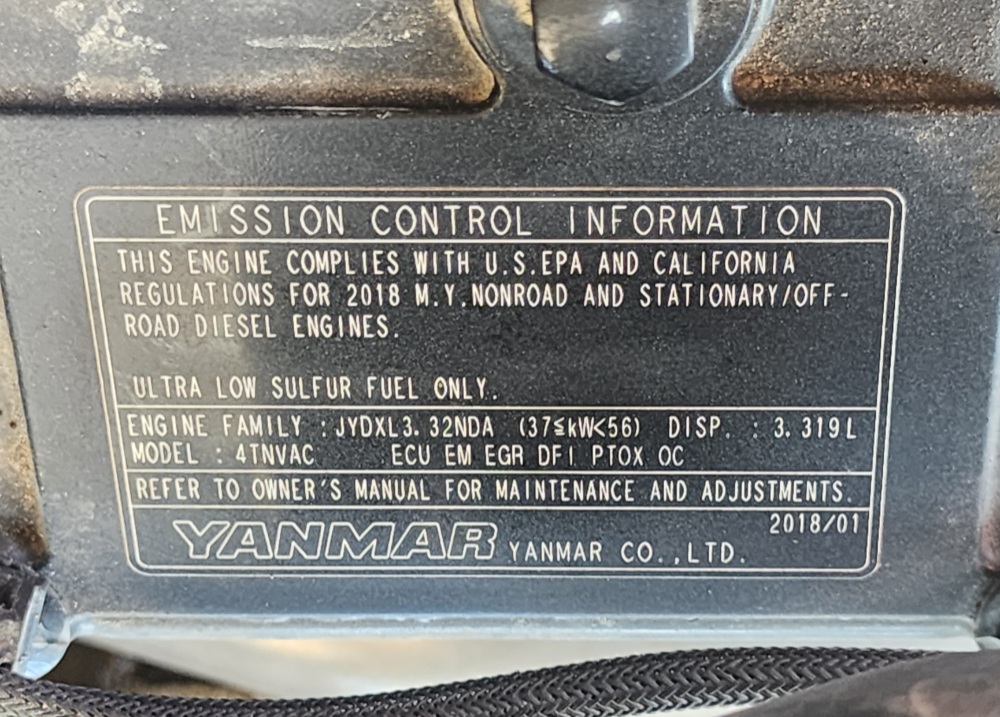 EMISSION CONTROL INFORMATION
THIS ENGINE COMPLIES WITH U.S.EPA AND CALIFORNIA
REGULATIONS FOR 2018 M.Y.NONROAD AND STATIONARY/OFF-
ROAD DIESEL ENGINES.
ULTRA LOW SULFUR FUEL ONLY.
ENGINE FAMILY : JYDXL3.32NDA (37≦kW<56) DISP. : 3.319L
MODEL : 4TNVAC ECU EM EGR DFI PTOX OC
REFER TO OWNER'S MANUAL FOR MAINTENANCE AND ADJUSTMENTS.
2018/01
YANMAR YANMAR CO.,LTD.